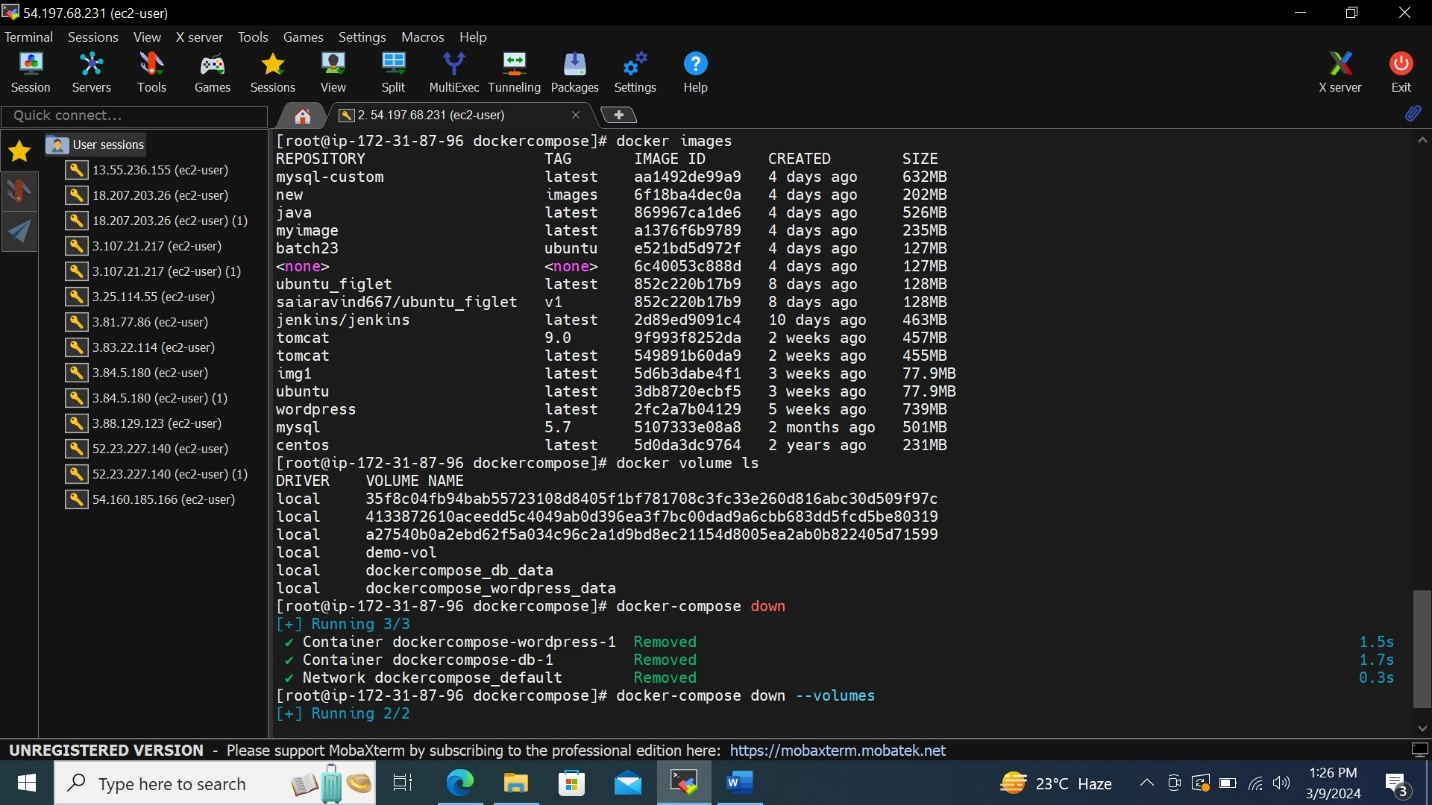 54.197.68.231 (ec2-user)
Terminal Sessions View X server Tools Games Settings Macros Help
Session Servers Tools Games Sessions View Split MultiExec Tunneling Packages Settings Help X server Exit
Quick connect...
2. 54.197.68.231 (ec2-user)
User sessions
13.55.236.155 (ec2-user)
18.207.203.26 (ec2-user)
18.207.203.26 (ec2-user) (1)
3.107.21.217 (ec2-user)
3.107.21.217 (ec2-user) (1)
3.25.114.55 (ec2-user)
3.81.77.86 (ec2-user)
3.83.22.114 (ec2-user)
3.84.5.180 (ec2-user)
3.84.5.180 (ec2-user) (1)
3.88.129.123 (ec2-user)
52.23.227.140 (ec2-user)
52.23.227.140 (ec2-user) (1)
54.160.185.166 (ec2-user)
[root@ip-172-31-87-96 dockercompose]# docker images
REPOSITORY TAG IMAGE ID CREATED SIZE
mysql-custom latest aa1492de99a9 4 days ago 632MB
new images 6f18ba4dec0a 4 days ago 202MB
java latest 869967ca1de6 4 days ago 526MB
myimage latest a1376f6b9789 4 days ago 235MB
batch23 ubuntu e521bd5d972f 4 days ago 127MB
<none> <none> 6c40053c888d 4 days ago 127MB
ubuntu_figlet latest 852c220b17b9 8 days ago 128MB
saiaravind667/ubuntu_figlet v1 852c220b17b9 8 days ago 128MB
jenkins/jenkins latest 2d89ed9091c4 10 days ago 463MB
tomcat 9.0 9f993f8252da 2 weeks ago 457MB
tomcat latest 549891b60da9 2 weeks ago 455MB
img1 latest 5d6b3dabe4f1 3 weeks ago 77.9MB
ubuntu latest 3db8720ecbf5 3 weeks ago 77.9MB
wordpress latest 2fc2a7b04129 5 weeks ago 739MB
mysql 5.7 5107333e08a8 2 months ago 501MB
centos latest 5d0da3dc9764 2 years ago 231MB
[root@ip-172-31-87-96 dockercompose]# docker volume ls
DRIVER VOLUME NAME
local 35f8c04fb94bab55723108d8405f1bf781708c3fc33e260d816abc30d509f97c
local 4133872610aceedd5c4049ab0d396ea3f7bc00dad9a6cbb683dd5fcd5be80319
local a27540b0a2ebd62f5a034c96c2a1d9bd8ec21154d8005ea2ab0b822405d71599
local demo-vol
local dockercompose_db_data
local dockercompose_wordpress_data
[root@ip-172-31-87-96 dockercompose]# docker-compose down
[+] Running 3/3
✔ Container dockercompose-wordpress-1 Removed 1.5s
✔ Container dockercompose-db-1 Removed 1.7s
✔ Network dockercompose_default Removed 0.3s
[root@ip-172-31-87-96 dockercompose]# docker-compose down --volumes
[+] Running 2/2
UNREGISTERED VERSION - Please support MobaXterm by subscribing to the professional edition here: https://mobaxterm.mobatek.net
Type here to search
23°C Haze
1:26 PM
3/9/2024
3